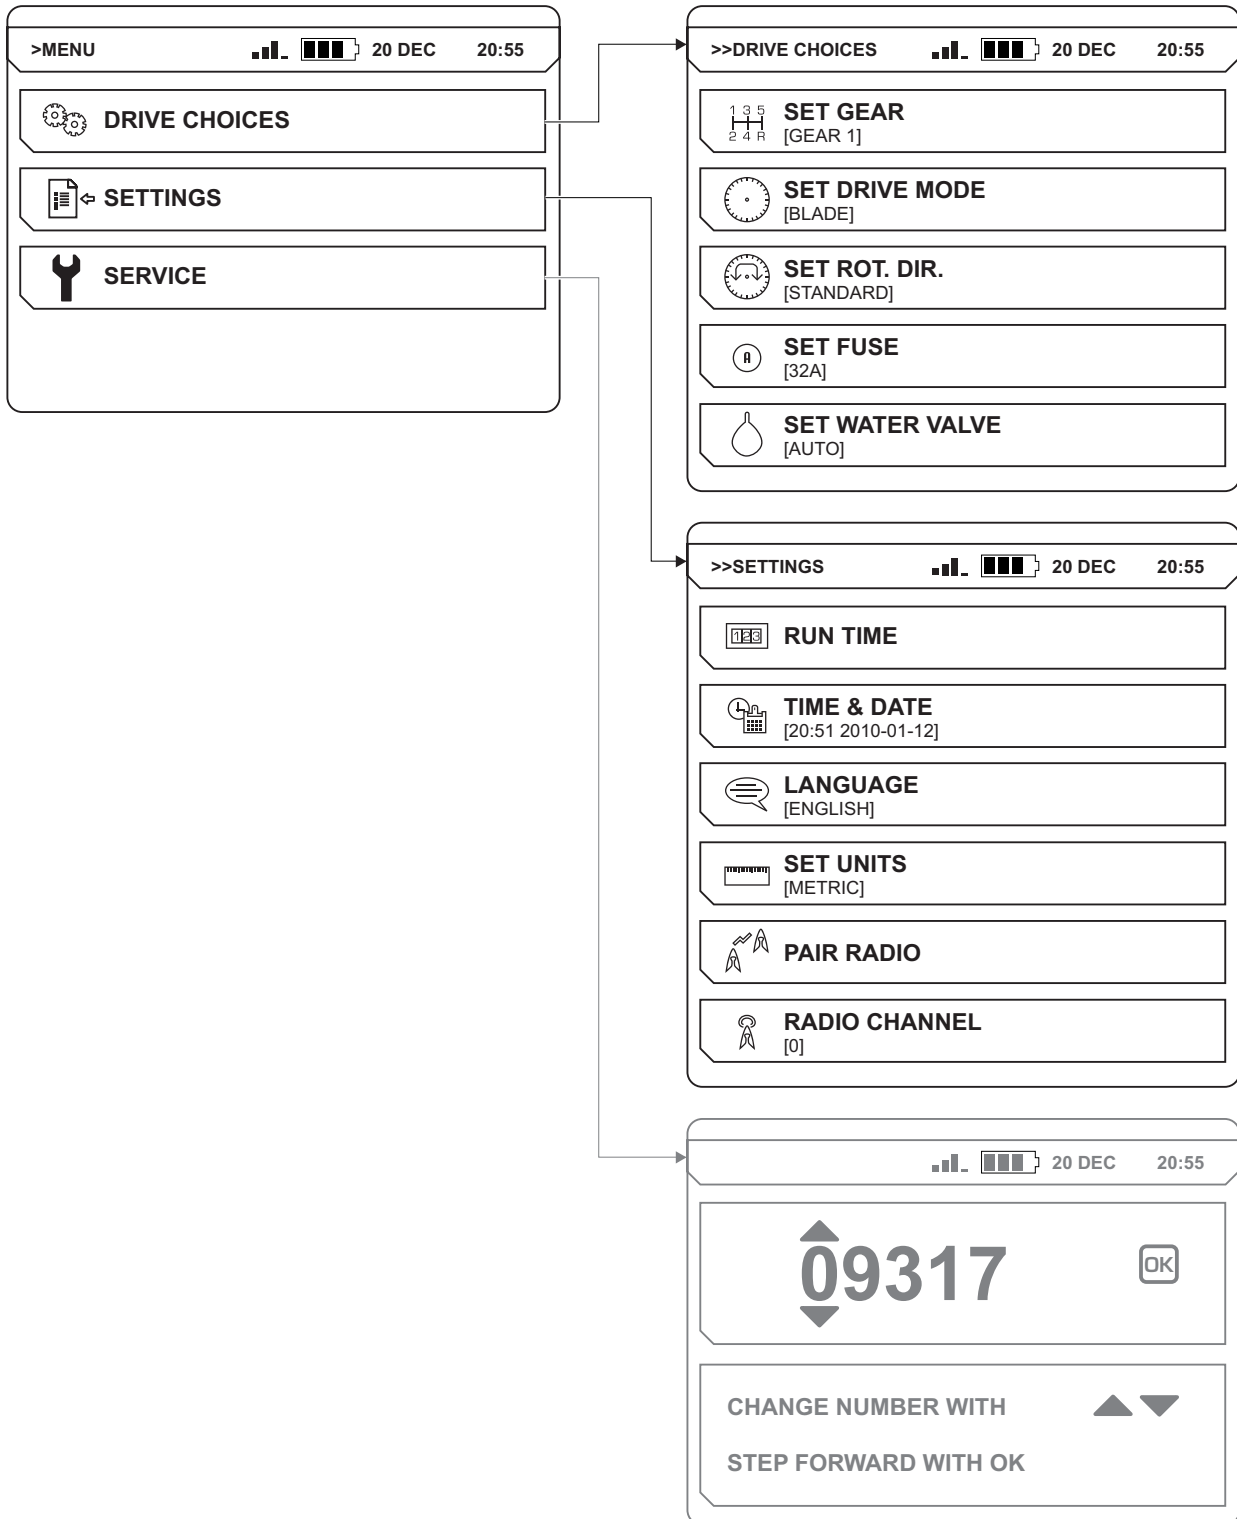 >MENU 20 DEC 20:55
DRIVE CHOICES
SETTINGS
SERVICE
>>DRIVE CHOICES 20 DEC 20:55
1 3 5
2 4 R
SET GEAR
[GEAR 1]
SET DRIVE MODE
[BLADE]
SET ROT. DIR.
[STANDARD]
A
SET FUSE
[32A]
SET WATER VALVE
[AUTO]
>>SETTINGS 20 DEC 20:55
123 RUN TIME
TIME & DATE
[20:51 2010-01-12]
LANGUAGE
[ENGLISH]
SET UNITS
[METRIC]
PAIR RADIO
RADIO CHANNEL
[0]
20 DEC 20:55
09317 OK
CHANGE NUMBER WITH
STEP FORWARD WITH OK